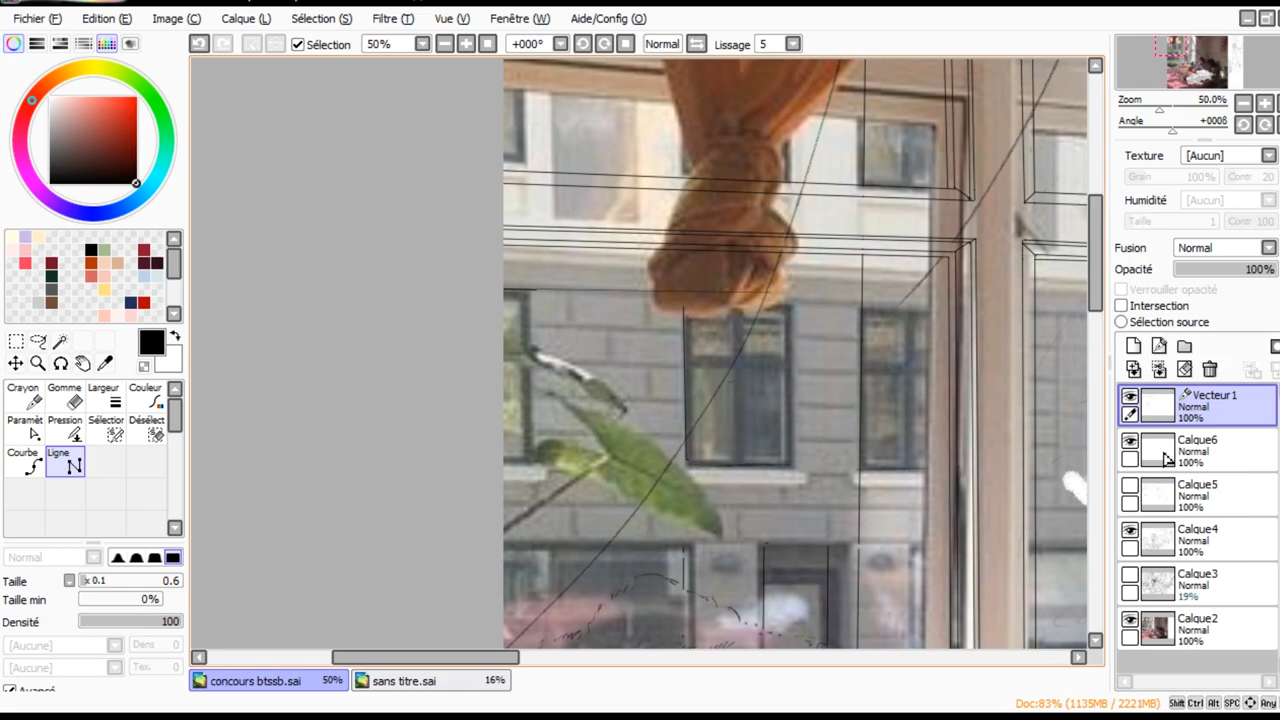 Fichier (F) Edition (E) Image (C) Calque (L) Sélection (S) Filtre (T) Vue (V) Fenêtre (W) Aide/Config (O)
Sélection 50% +000° Normal Lissage 5
Zoom 50.0%
Angle +000ß
Texture [Aucun]
Grain 100% Contr 20
Humidité [Aucun]
Taille 1 Contr 100
Fusion Normal
Opacité 100%
Verrouiller opacité
Intersection
Sélection source
Crayon Gomme Largeur Couleur
Paramèt Pression Sélection Désélect
Courbe Ligne
Vecteur1
Normal
100%
Calque6
Normal
100%
Calque5
Normal
100%
Calque4
Normal
100%
Calque3
Normal
19%
Calque2
Normal
100%
Normal
Taille x 0.1 0.6
Taille min 0%
Densité 100
[Aucune] Dens 0
[Aucune] Tex. 0
Avancé
concours btssb.sai 50% sans titre.sai 16%
Doc:83% (1135MB / 2221MB) Shift Ctrl Alt SPC Any